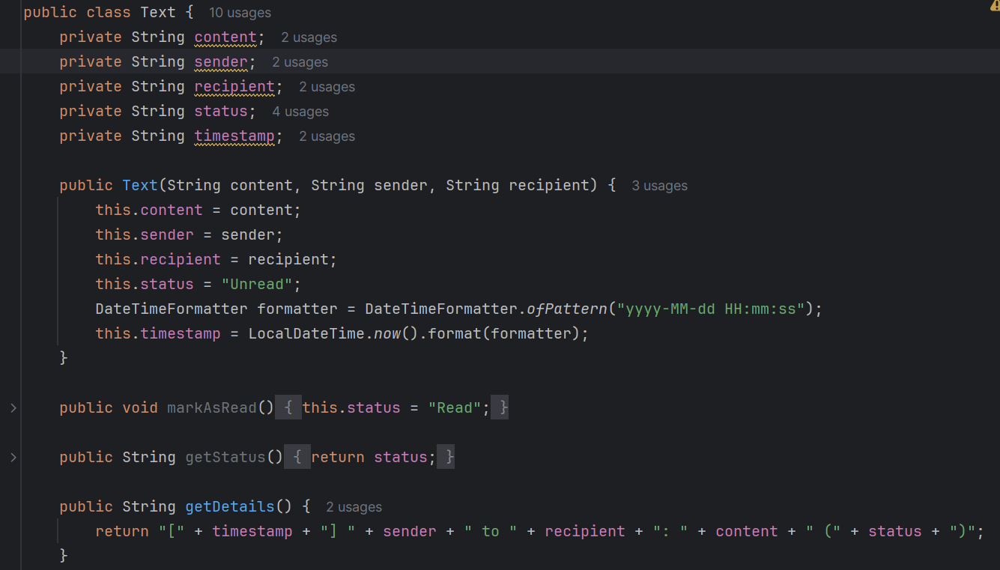 public class Text {  10 usages
    private String content;  2 usages
    private String sender;  2 usages
    private String recipient;  2 usages
    private String status;  4 usages
    private String timestamp;  2 usages

    public Text(String content, String sender, String recipient) {  3 usages
        this.content = content;
        this.sender = sender;
        this.recipient = recipient;
        this.status = "Unread";
        DateTimeFormatter formatter = DateTimeFormatter.ofPattern("yyyy-MM-dd HH:mm:ss");
        this.timestamp = LocalDateTime.now().format(formatter);
    }

    public void markAsRead() { this.status = "Read"; }

    public String getStatus() { return status; }

    public String getDetails() {  2 usages
        return "[" + timestamp + "] " + sender + " to " + recipient + ": " + content + " (" + status + ")";
    }